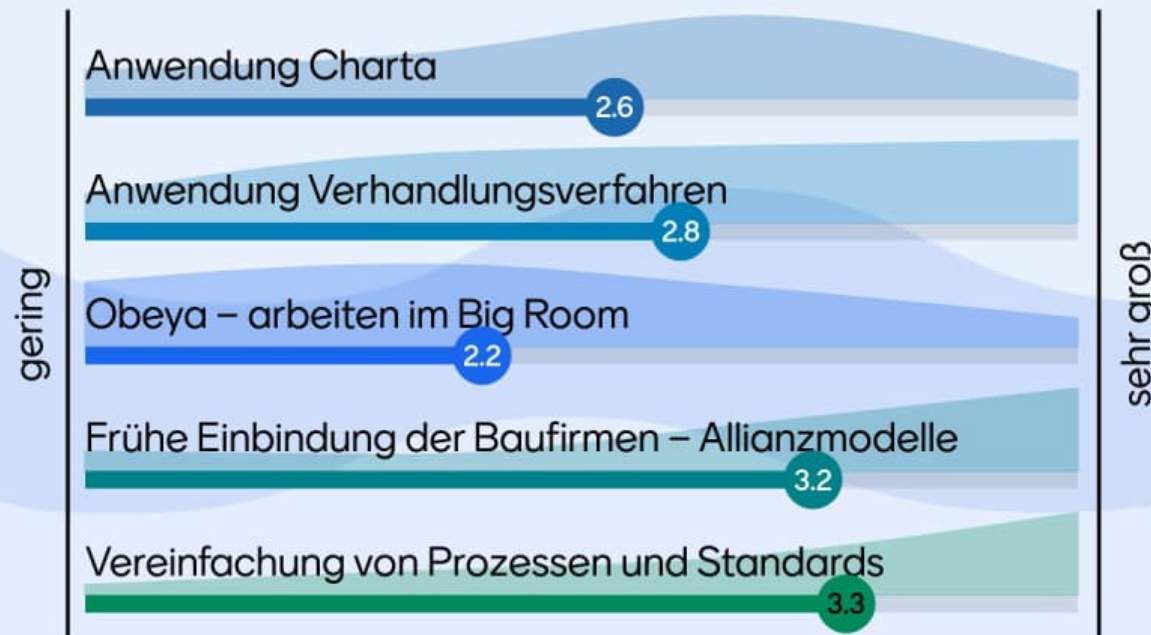 Anwendung Charta
2.6
Anwendung Verhandlungsverfahren
2.8
gering
Obeya – arbeiten im Big Room
2.2
sehr groß
Frühe Einbindung der Baufirmen – Allianzmodelle
3.2
Vereinfachung von Prozessen und Standards
3.3